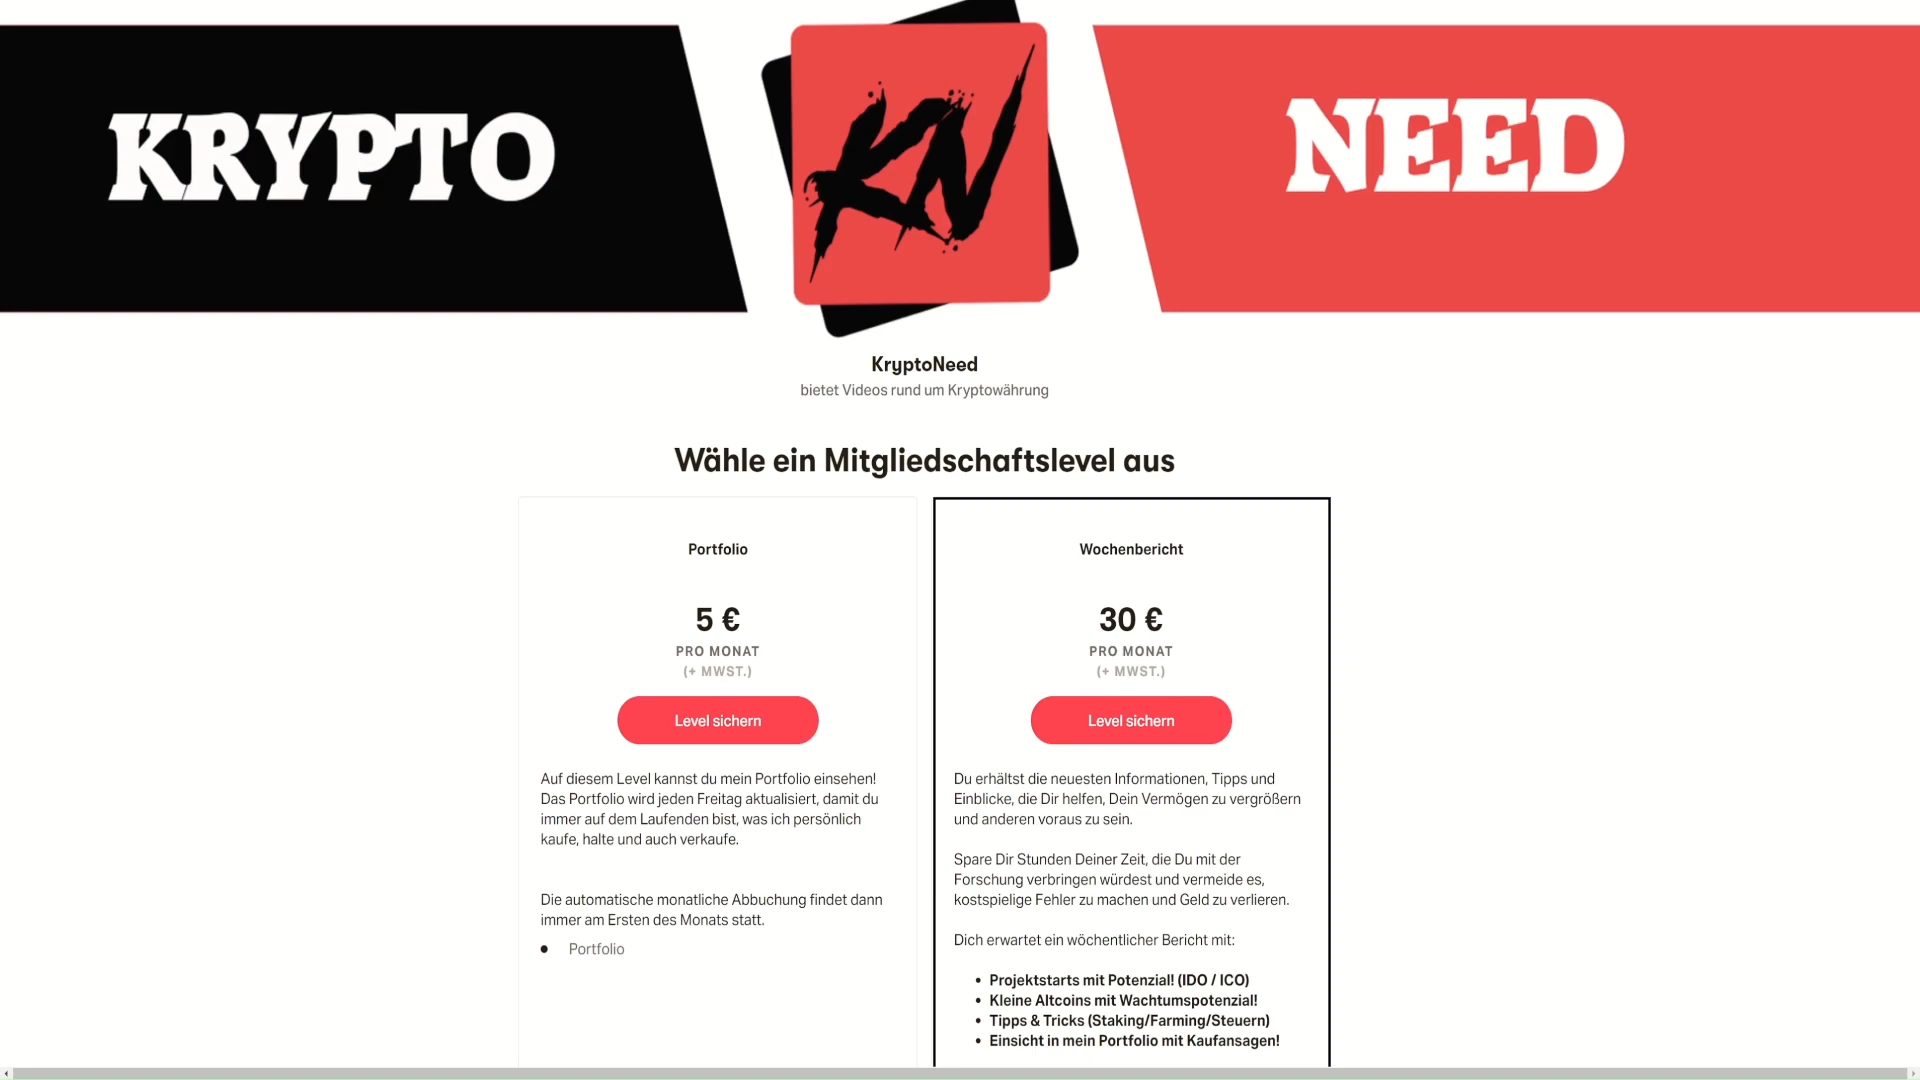 KRYPTO
KN
NEED
KryptoNeed
bietet Videos rund um Kryptowährung
Wähle ein Mitgliedschaftslevel aus
Portfolio
5 €
PRO MONAT
(+ MWST.)
Level sichern
Auf diesem Level kannst du mein Portfolio einsehen!
Das Portfolio wird jeden Freitag aktualisiert, damit du
immer auf dem Laufenden bist, was ich persönlich
kaufe, halte und auch verkaufe.
Die automatische monatliche Abbuchung findet dann
immer am Ersten des Monats statt.
• Portfolio
Wochenbericht
30 €
PRO MONAT
(+ MWST.)
Level sichern
Du erhältst die neuesten Informationen, Tipps und
Einblicke, die Dir helfen, Dein Vermögen zu vergrößern
und anderen voraus zu sein.
Spare Dir Stunden Deiner Zeit, die Du mit der
Forschung verbringen würdest und vermeide es,
kostspielige Fehler zu machen und Geld zu verlieren.
Dich erwartet ein wöchentlicher Bericht mit:
• Projektstarts mit Potenzial! (IDO / ICO)
• Kleine Altcoins mit Wachtumspotenzial!
• Tipps & Tricks (Staking/Farming/Steuern)
• Einsicht in mein Portfolio mit Kaufansagen!